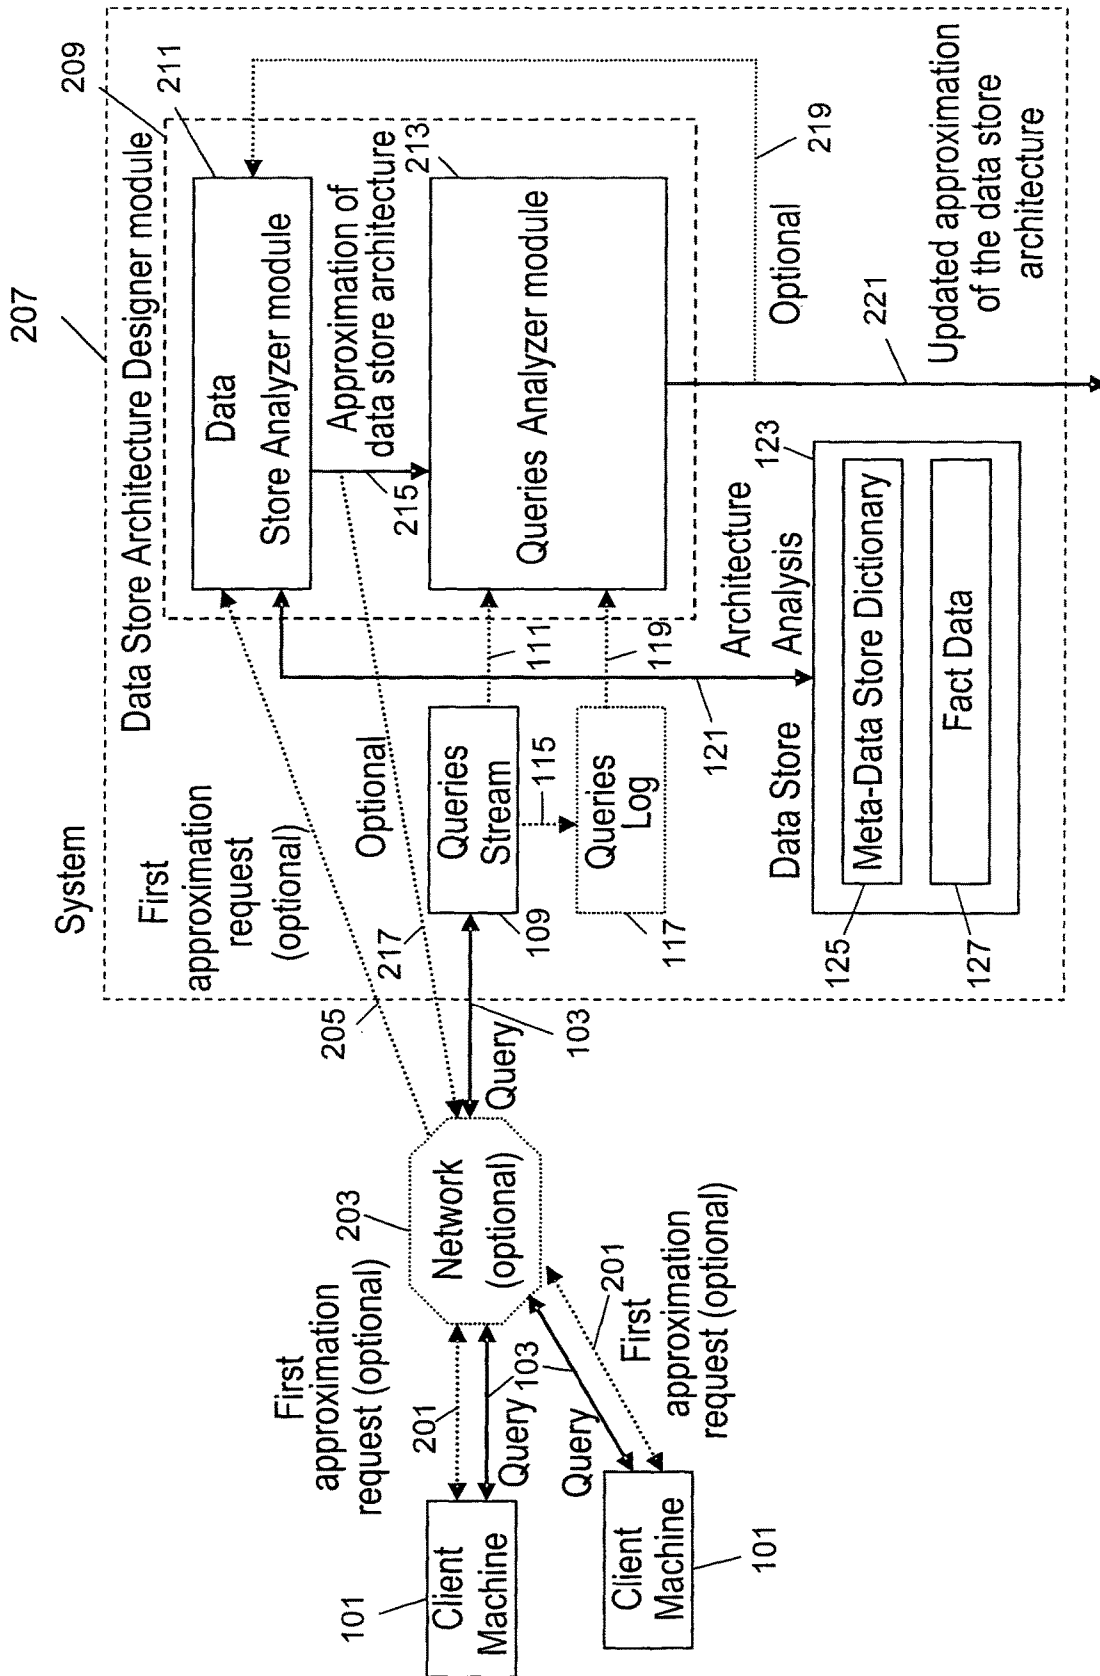 207
System
Data Store Architecture Designer module
209
211
First
approximation
request
(optional)
205
Data
Store Analyzer module
Optional
217
215
Approximation of
data store architecture
213
Queries Analyzer module
First
approximation
request (optional)
201
203
Network
(optional)
Query
103
Queries
Stream
109
111
115
Queries
Log
117
119
Client
Machine
101
Query
103
Query
201
First
approximation
request (optional)
Client
Machine
101
121
Architecture
Analysis
Data Store
123
Meta-Data Store Dictionary
125
Fact Data
127
Optional
219
221
Updated approximation
of the data store
architecture